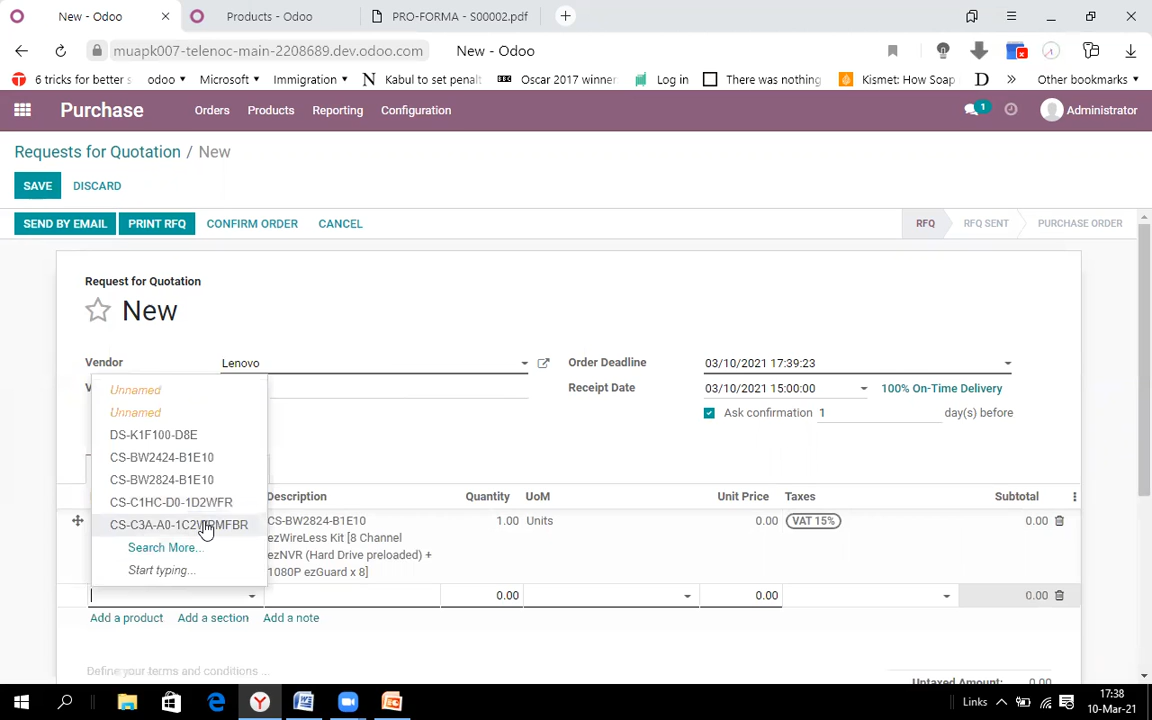 New - Odoo
Products - Odoo
PRO-FORMA - S00002.pdf
muapk007-telenoc-main-2208689.dev.odoo.com
New - Odoo
6 tricks for better s
odoo
Microsoft
Immigration
Kabul to set penalt
Oscar 2017 winner
Log in
There was nothing
Kismet: How Soap
D
Other bookmarks
Purchase
Orders
Products
Reporting
Configuration
1
Administrator
Requests for Quotation / New
SAVE
DISCARD
SEND BY EMAIL
PRINT RFQ
CONFIRM ORDER
CANCEL
RFQ
RFQ SENT
PURCHASE ORDER
Request for Quotation
New
Vendor
Lenovo
Order Deadline
03/10/2021 17:39:23
V
Receipt Date
03/10/2021 15:00:00
100% On-Time Delivery
Ask confirmation 1 day(s) before
Unnamed
Unnamed
DS-K1F100-D8E
CS-BW2424-B1E10
CS-BW2824-B1E10
CS-C1HC-D0-1D2WFR
CS-C3A-A0-1C2WPMFBR
Search More...
Start typing...
Description
Quantity
UoM
Unit Price
Taxes
Subtotal
CS-BW2824-B1E10
ezWireLess Kit [8 Channel
ezNVR (Hard Drive preloaded) +
1080P ezGuard x 8]
1.00
Units
0.00
VAT 15%
0.00
0.00
0.00
0.00
Add a product
Add a section
Add a note
Define your terms and conditions ...
Untaxed Amount:
0.00
Links
17:38
10-Mar-21